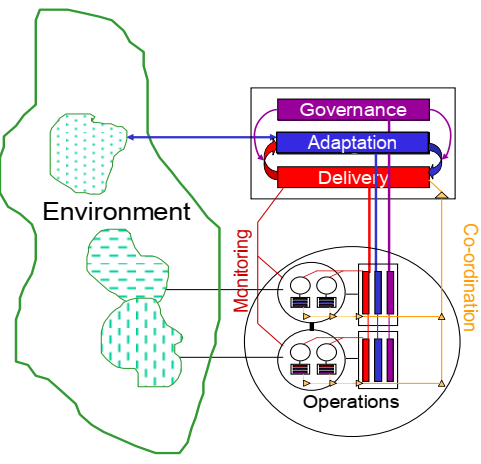 Governance
Adaptation
Delivery
Environment
Monitoring
Co-ordination
Operations